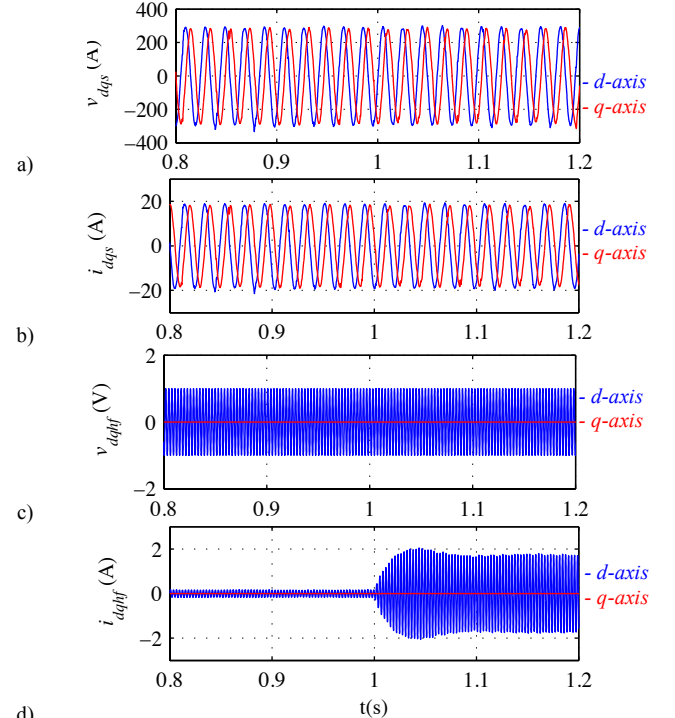 400
200
0
−200
−400
v_dqs (A)
- d-axis
- q-axis
0.8 0.9 1 1.1 1.2
a)
20
0
−20
i_dqs (A)
- d-axis
- q-axis
0.8 0.9 1 1.1 1.2
b)
2
0
−2
v_dqhf (V)
- d-axis
- q-axis
0.8 0.9 1 1.1 1.2
c)
2
0
−2
i_dqhf (A)
- d-axis
- q-axis
0.8 0.9 1 1.1 1.2
t(s)
d)